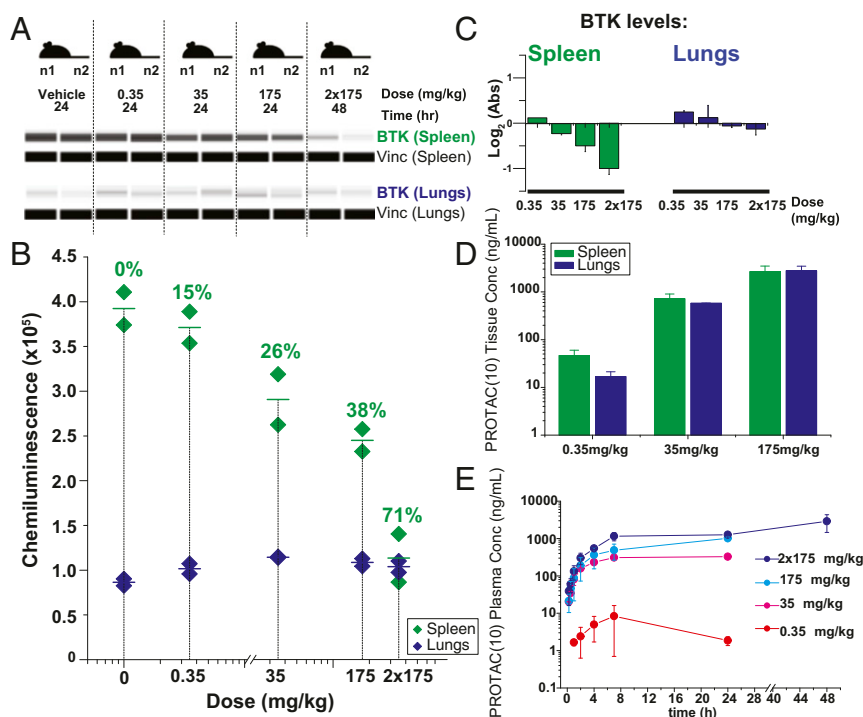 A
n1 n2 n1 n2 n1 n2 n1 n2 n1 n2
Vehicle 0.35 35 175 2x175 Dose (mg/kg)
24 24 24 24 48 Time (hr)
BTK (Spleen)
Vinc (Spleen)
BTK (Lungs)
Vinc (Lungs)
B
Chemiluminescence (x10⁵)
4.5
4.0
3.5
3.0
2.5
2.0
1.5
1.0
0.5
0
0%
15%
26%
38%
71%
Spleen
Lungs
0 0.35 35 175 2x175
Dose (mg/kg)
C
BTK levels:
Spleen Lungs
Log₂ (Abs)
1
0
-1
0.35 35 175 2x175 0.35 35 175 2x175 Dose
(mg/kg)
D
PROTAC(10) Tissue Conc (ng/mL)
10000
1000
100
10
1
Spleen
Lungs
0.35mg/kg 35mg/kg 175mg/kg
E
PROTAC(10) Plasma Conc (ng/mL)
10000
1000
100
10
1
0.1
2x175 mg/kg
175 mg/kg
35 mg/kg
0.35 mg/kg
0 4 8 12 16 20 24 28 40 44 48
time (h)